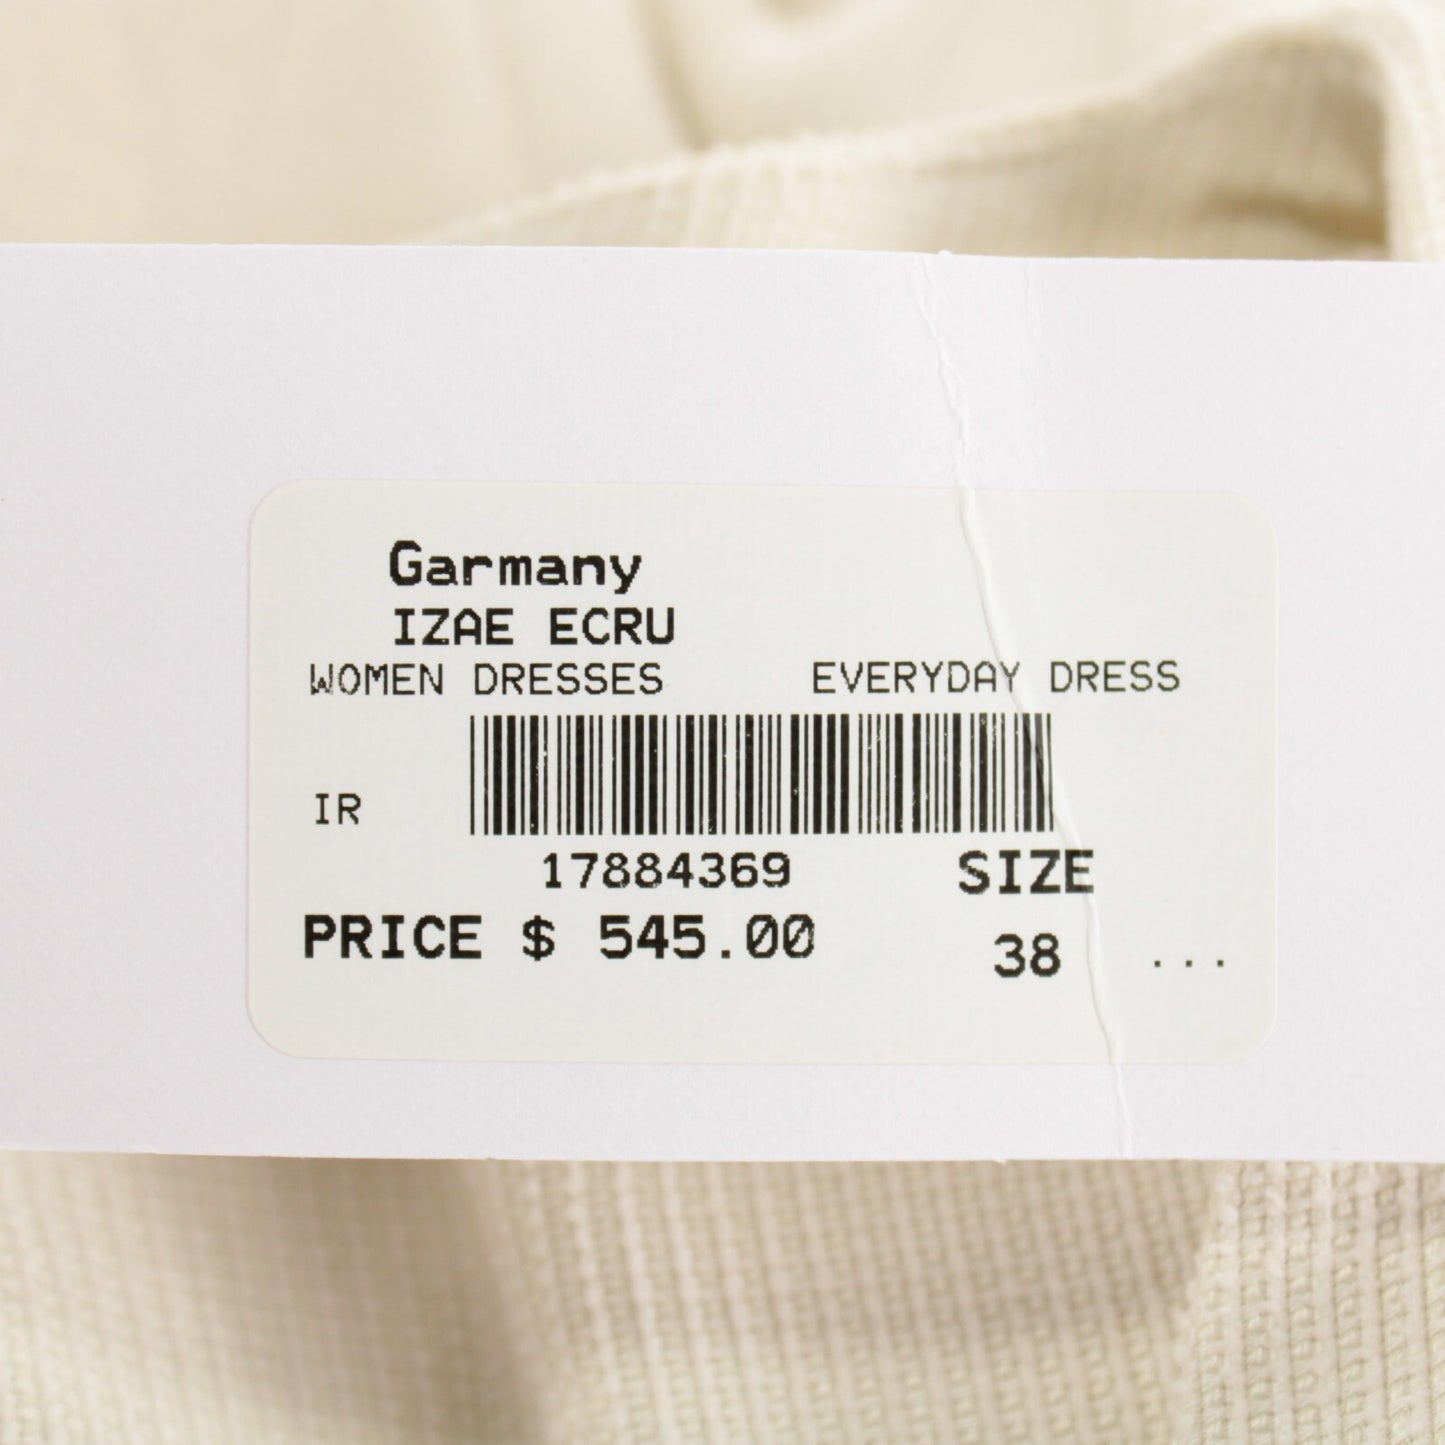 Garmany
IZAE ECRU
WOMEN DRESSES EVERYDAY DRESS
IR
17884369 SIZE
PRICE $ 545.00 38 ...